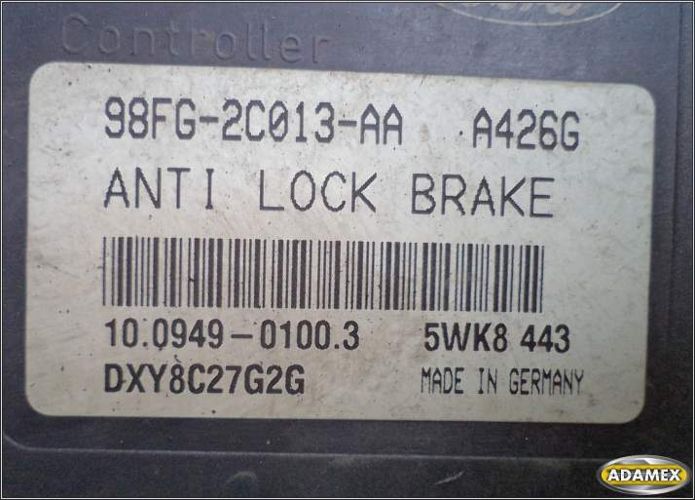 Ford
Controller
98FG-2C013-AA A426G
ANTI LOCK BRAKE
10.0949-0100.3 5WK8 443
DXY8C27G2G MADE IN GERMANY
ADAMEX